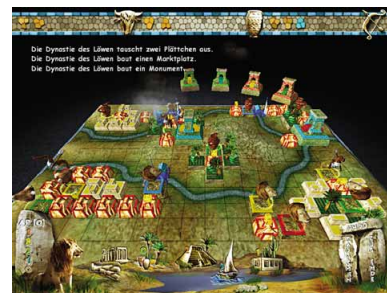 Die Dynastie des Löwen tauscht zwei Plättchen aus.
Die Dynastie des Löwen baut einen Marktplatz.
Die Dynastie des Löwen baut ein Monument.